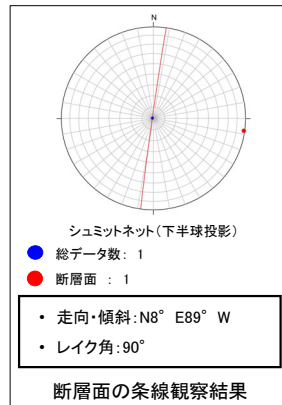 N
シュミットネット(下半球投影)
総データ数: 1
断層面 : 1
• 走向・傾斜:N8° E89° W
• レイク角:90°
断層面の条線観察結果